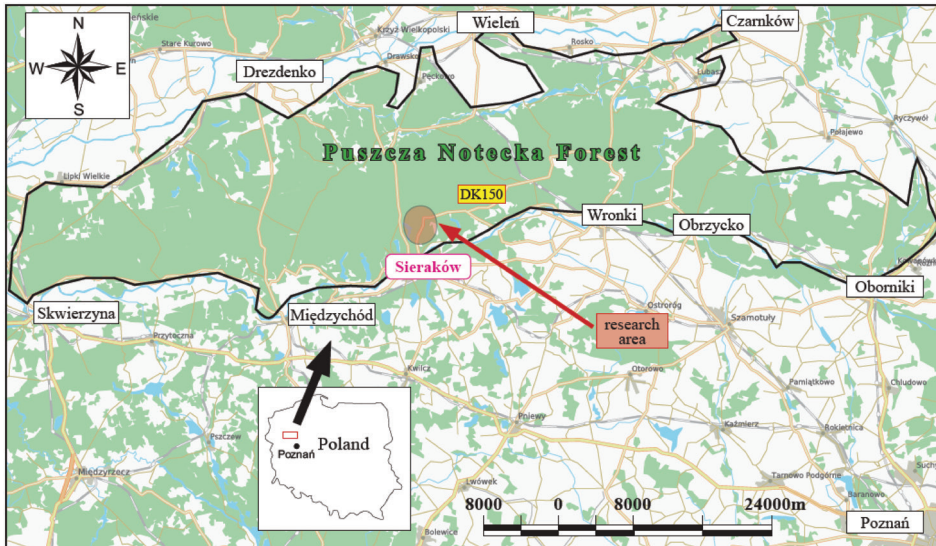 N
W E
S
Wieleń
Czarnków
Krzyż Wielkopolski
Rosko
Stare Kurowo
Drawsko
Drezdenko
Pęckowo
Lubasz
Ryczywół
Połajewo
Puszcza Notecka Forest
Lipki Wielkie
DK150
Wronki
Obrzycko
Sieraków
Oborniki
Skwierzyna
Międzychód
Ostroróg
research
area
Szamotuły
Przytoczna
Kwilcz
Otorowo
Pamiątkowo
Chludowo
Poland
Poznań
Pniewy
Kaźmierz
Rokietnica
Pszczew
Międzyrzecz
Lwówek
Tarnowo Podgórne
Baranowo
8000 0 8000 24000m
Bolewice
Poznań